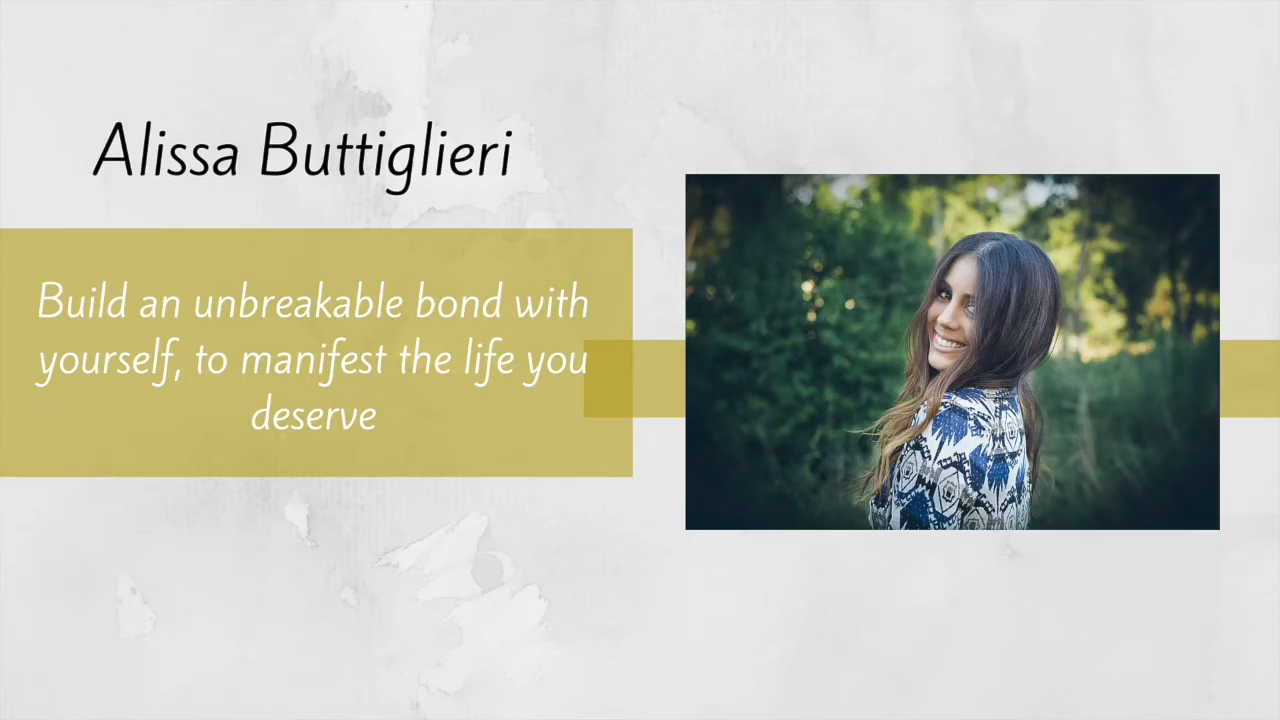 Alissa Buttiglieri
Build an unbreakable bond with
yourself, to manifest the life you
deserve